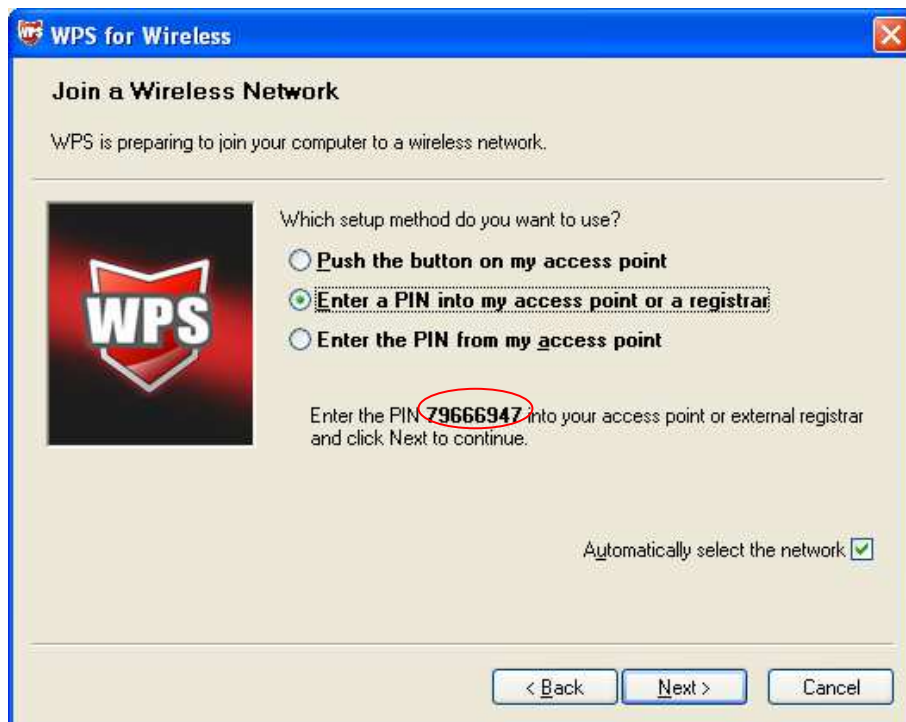 WPS WPS for Wireless
Join a Wireless Network
WPS is preparing to join your computer to a wireless network.
WPS
Which setup method do you want to use?
Push the button on my access point
Enter a PIN into my access point or a registrar
Enter the PIN from my access point
Enter the PIN 79666947 into your access point or external registrar
and click Next to continue.
Automatically select the network
< Back Next > Cancel